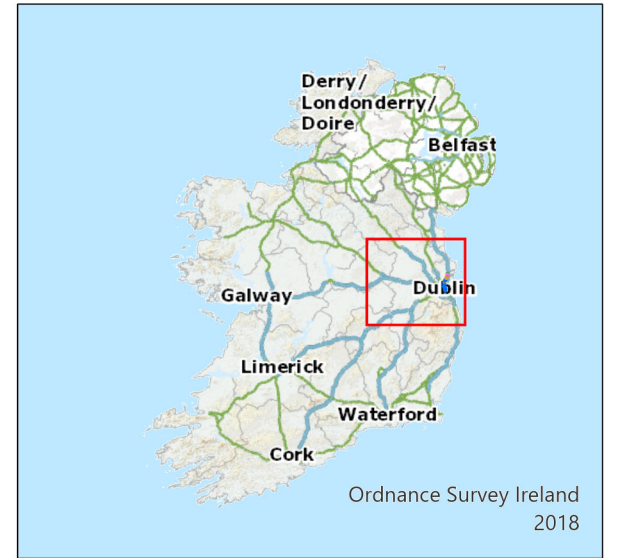 Derry/
Londonderry/
Doire
Belfast
Dublin
Galway
Limerick
Waterford
Cork
Ordnance Survey Ireland
2018